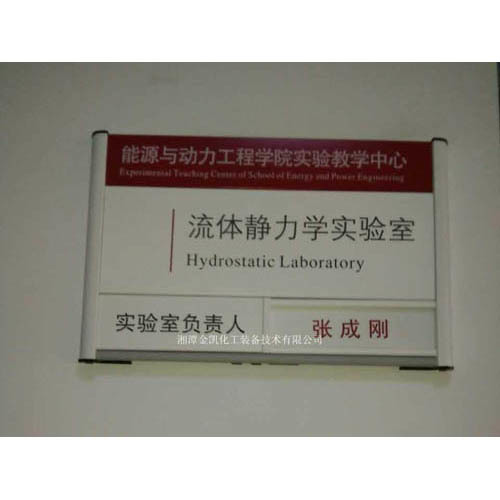 能源与动力工程学院实验教学中心
Experimental Teaching Center of School of Energy and Power Engineering
流体静力学实验室
Hydrostatic Laboratory
实验室负责人
张成刚
湘潭金凯化工装备技术有限公司